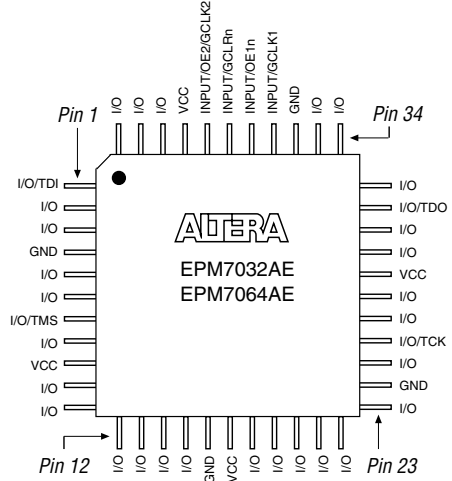 I/O
I/O
I/O
VCC
INPUT/OE2/GCLK2
INPUT/GCLRn
INPUT/OE1n
INPUT/GCLK1
GND
I/O
I/O
Pin 1
Pin 34
I/O/TDI
I/O
I/O
GND
I/O
I/O
I/O/TMS
I/O
VCC
I/O
I/O
ALTERA
EPM7032AE
EPM7064AE
I/O
I/O/TDO
I/O
I/O
VCC
I/O
I/O
I/O/TCK
I/O
GND
I/O
Pin 12
Pin 23
I/O
I/O
I/O
I/O
GND
VCC
I/O
I/O
I/O
I/O
I/O